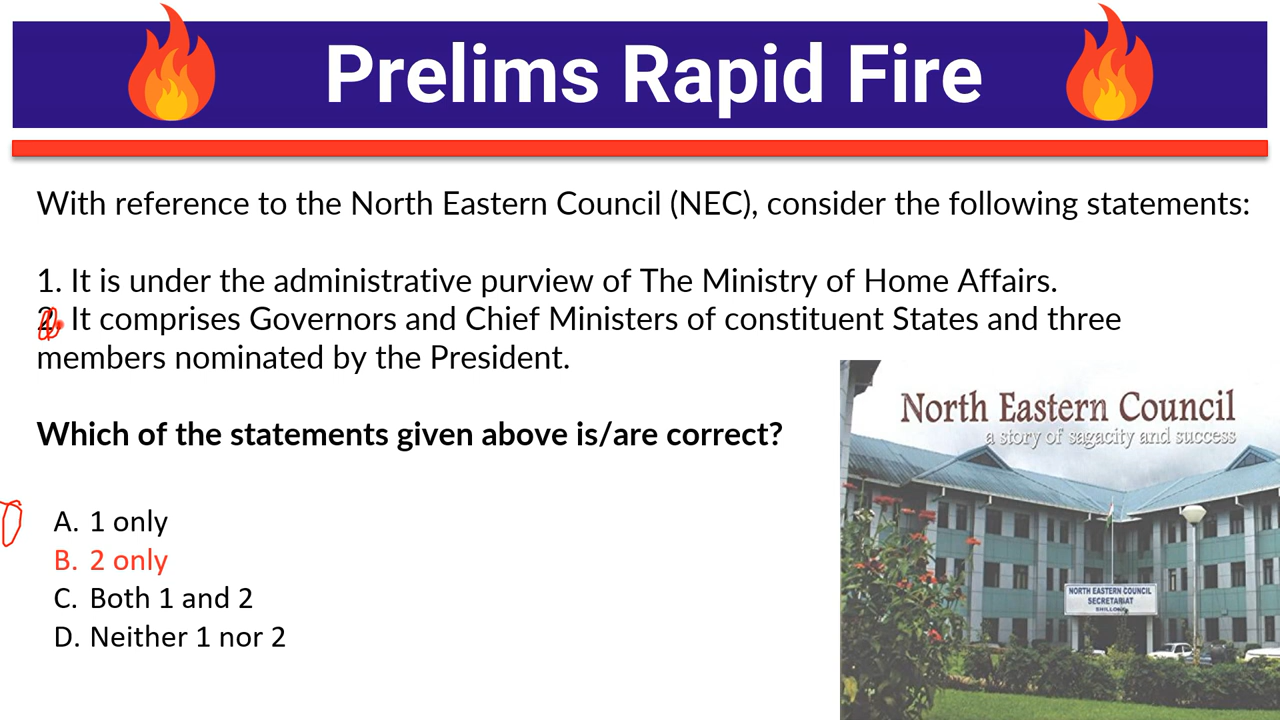 Prelims Rapid Fire
With reference to the North Eastern Council (NEC), consider the following statements:
1. It is under the administrative purview of The Ministry of Home Affairs.
2. It comprises Governors and Chief Ministers of constituent States and three
members nominated by the President.
Which of the statements given above is/are correct?
A. 1 only
B. 2 only
C. Both 1 and 2
D. Neither 1 nor 2
North Eastern Council
a story of sagacity and success
NORTH EASTERN COUNCIL
SECRETARIAT
SHILLONG